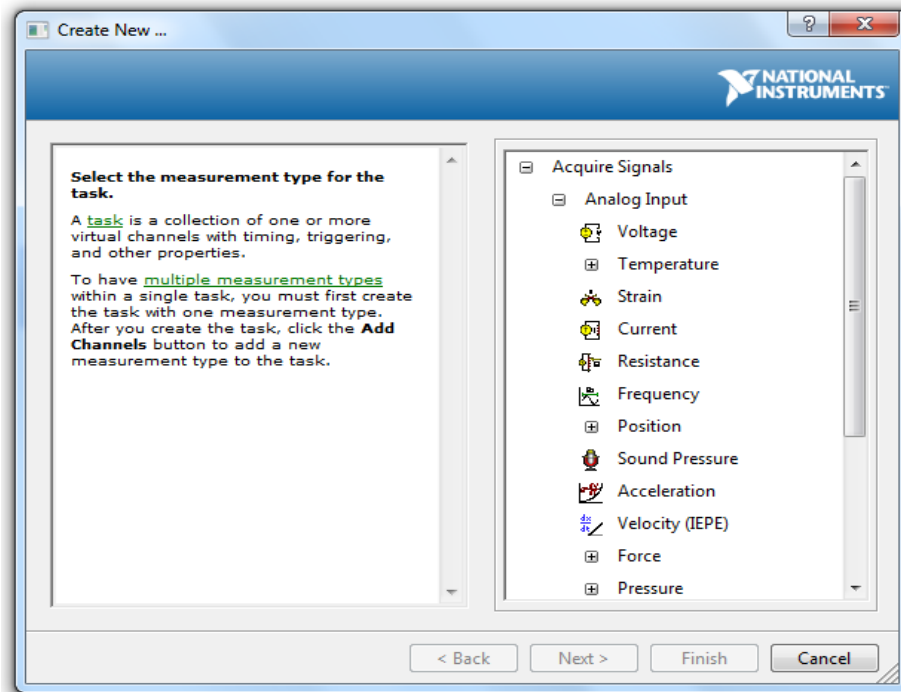 Create New ...
NATIONAL
INSTRUMENTS
Select the measurement type for the
task.
A task is a collection of one or more
virtual channels with timing, triggering,
and other properties.
To have multiple measurement types
within a single task, you must first create
the task with one measurement type.
After you create the task, click the Add
Channels button to add a new
measurement type to the task.
Acquire Signals
Analog Input
Voltage
Temperature
Strain
Current
Resistance
Frequency
Position
Sound Pressure
Acceleration
dx
dt
Velocity (IEPE)
Force
Pressure
< Back
Next >
Finish
Cancel